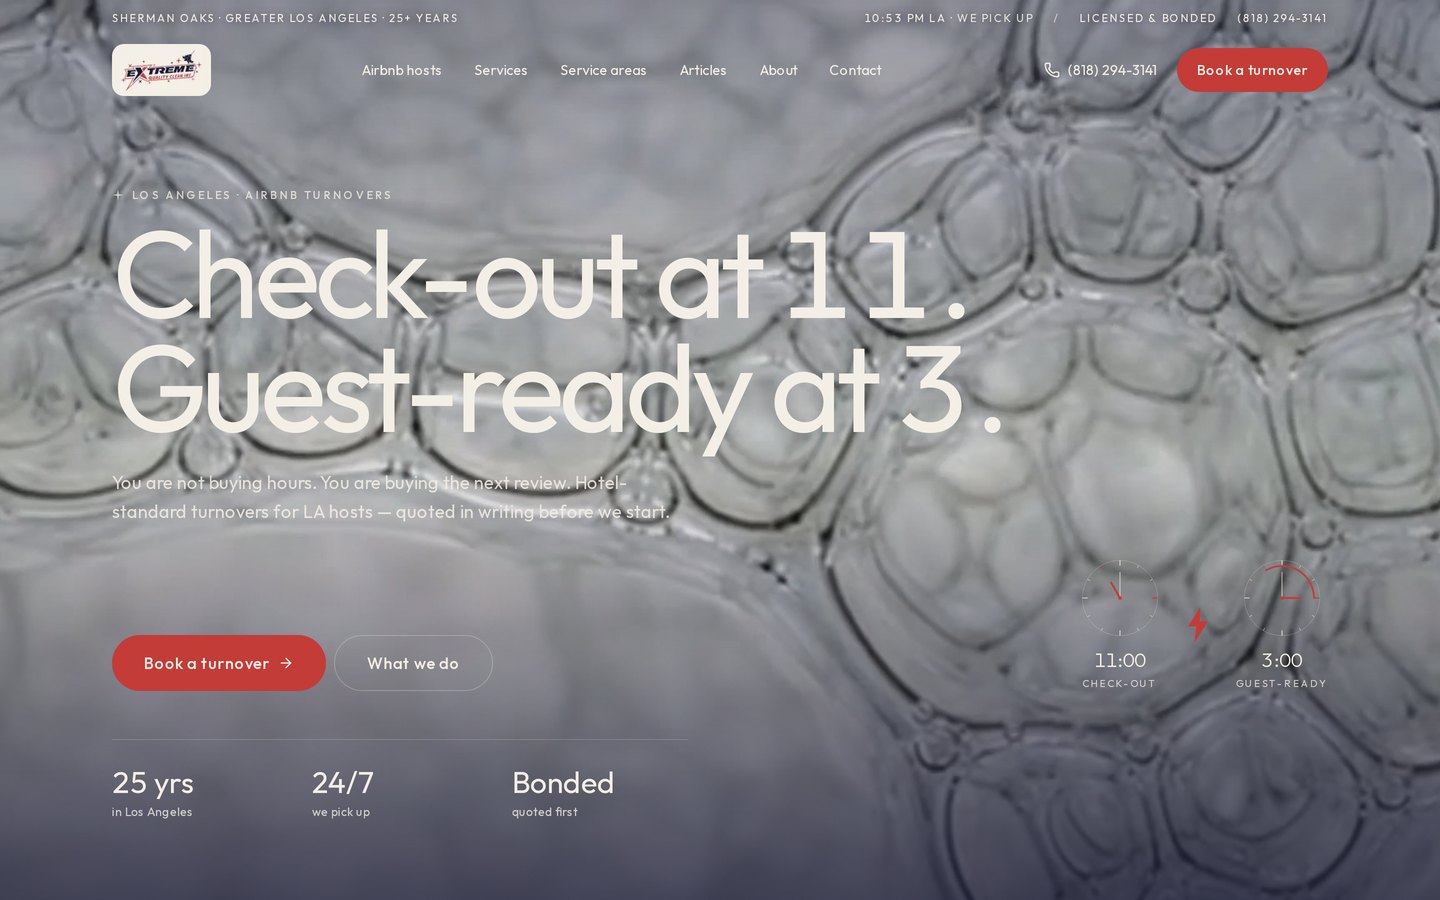 SHERMAN OAKS · GREATER LOS ANGELES · 25+ YEARS
10:53 PM LA · WE PICK UP / LICENSED & BONDED (818) 294-3141
EXTREME
QUALITY CLEAN INC.
Airbnb hosts Services Service areas Articles About Contact
(818) 294-3141
Book a turnover
+ LOS ANGELES · AIRBNB TURNOVERS
Check-out at 11.
Guest-ready at 3.
You are not buying hours. You are buying the next review. Hotel-
standard turnovers for LA hosts — quoted in writing before we start.
Book a turnover →
What we do
11:00 3:00
CHECK-OUT GUEST-READY
25 yrs 24/7 Bonded
in Los Angeles we pick up quoted first